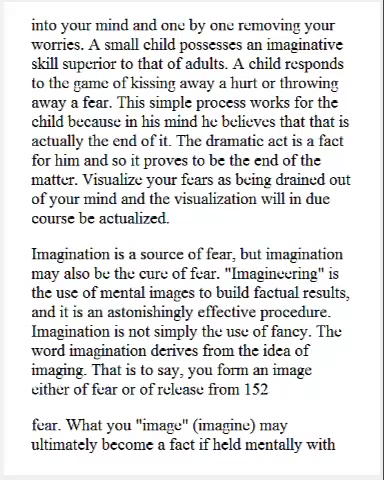 into your mind and one by one removing your
worries. A small child possesses an imaginative
skill superior to that of adults. A child responds
to the game of kissing away a hurt or throwing
away a fear. This simple process works for the
child because in his mind he believes that that is
actually the end of it. The dramatic act is a fact
for him and so it proves to be the end of the
matter. Visualize your fears as being drained out
of your mind and the visualization will in due
course be actualized.
Imagination is a source of fear, but imagination
may also be the cure of fear. "Imagineering" is
the use of mental images to build factual results,
and it is an astonishingly effective procedure.
Imagination is not simply the use of fancy. The
word imagination derives from the idea of
imaging. That is to say, you form an image
either of fear or of release from 152
fear. What you "image" (imagine) may
ultimately become a fact if held mentally with